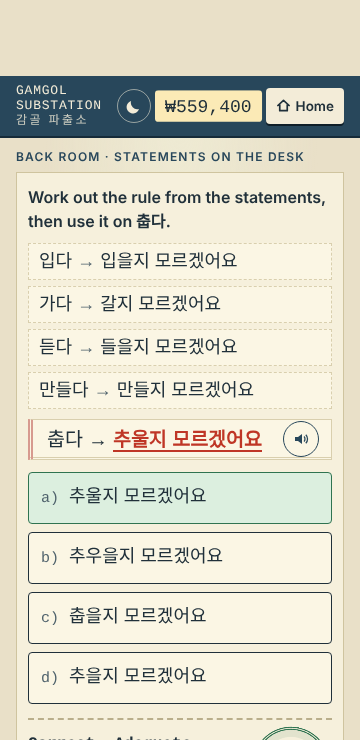 GAMGOL
SUBSTATION
감골 파출소
₩559,400
Home
BACK ROOM · STATEMENTS ON THE DESK
Work out the rule from the statements,
then use it on 춥다.
입다 → 입을지 모르겠어요
가다 → 갈지 모르겠어요
듣다 → 들을지 모르겠어요
만들다 → 만들지 모르겠어요
춥다 → 추울지 모르겠어요
a) 추울지 모르겠어요
b) 추우을지 모르겠어요
c) 춥을지 모르겠어요
d) 추을지 모르겠어요